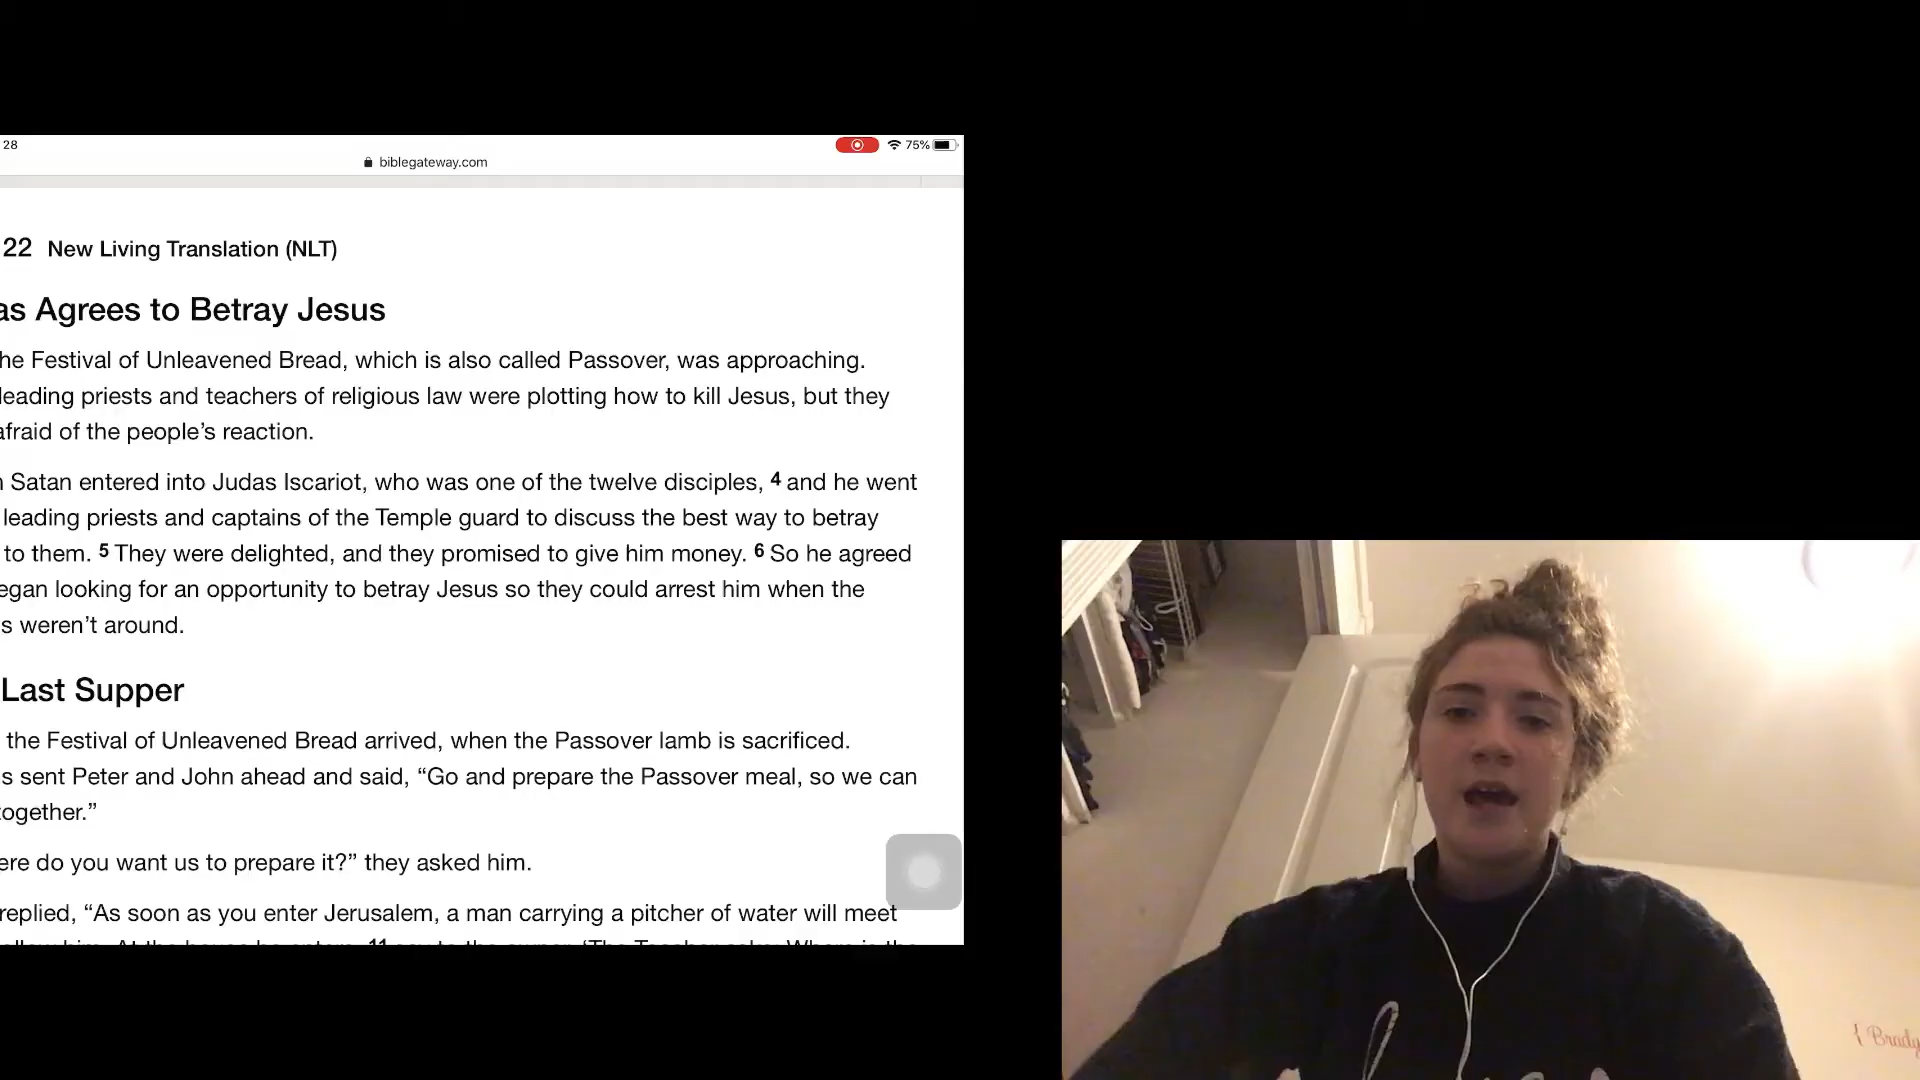 28
75%
biblegateway.com
22 New Living Translation (NLT)
as Agrees to Betray Jesus
he Festival of Unleavened Bread, which is also called Passover, was approaching.
leading priests and teachers of religious law were plotting how to kill Jesus, but they
afraid of the people’s reaction.
Satan entered into Judas Iscariot, who was one of the twelve disciples, 4 and he went
leading priests and captains of the Temple guard to discuss the best way to betray
to them. 5 They were delighted, and they promised to give him money. 6 So he agreed
egan looking for an opportunity to betray Jesus so they could arrest him when the
s weren’t around.
Last Supper
the Festival of Unleavened Bread arrived, when the Passover lamb is sacrificed.
s sent Peter and John ahead and said, “Go and prepare the Passover meal, so we can
together.”
ere do you want us to prepare it?” they asked him.
replied, “As soon as you enter Jerusalem, a man carrying a pitcher of water will meet
11
{ Brady